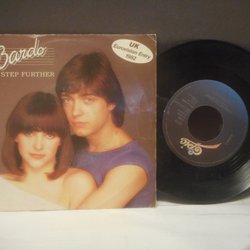 Bardo
STEP FURTHER
UK
Eurovision Entry
1982
Epic